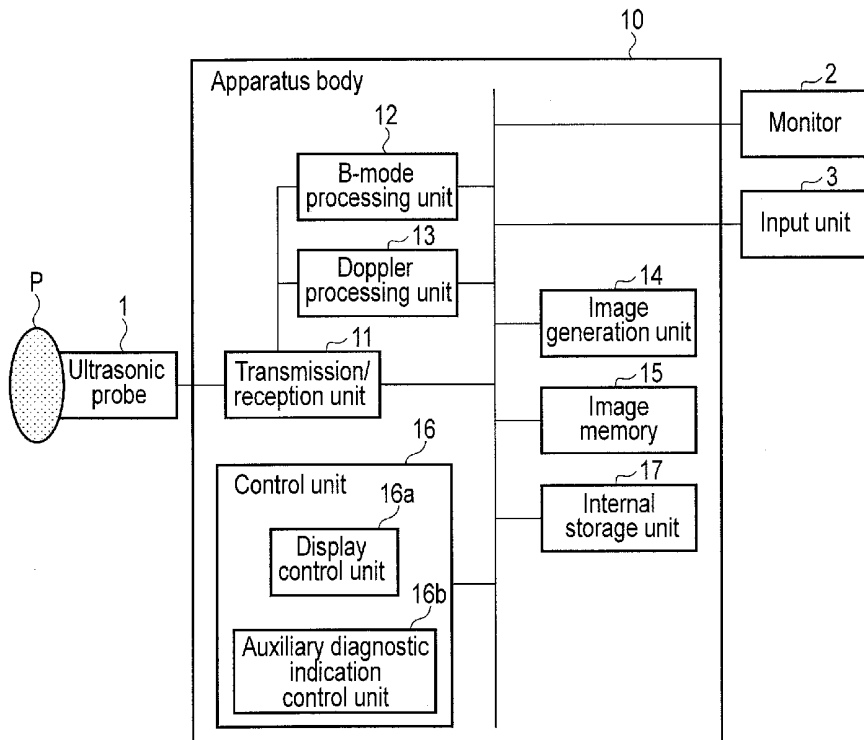 10
Apparatus body
2
Monitor
12
B-mode
processing unit
3
Input unit
13
Doppler
processing unit
P
1
Ultrasonic
probe
11
Transmission/
reception unit
14
Image
generation unit
15
Image
memory
16
Control unit
16a
Display
control unit
17
Internal
storage unit
16b
Auxiliary diagnostic
indication
control unit